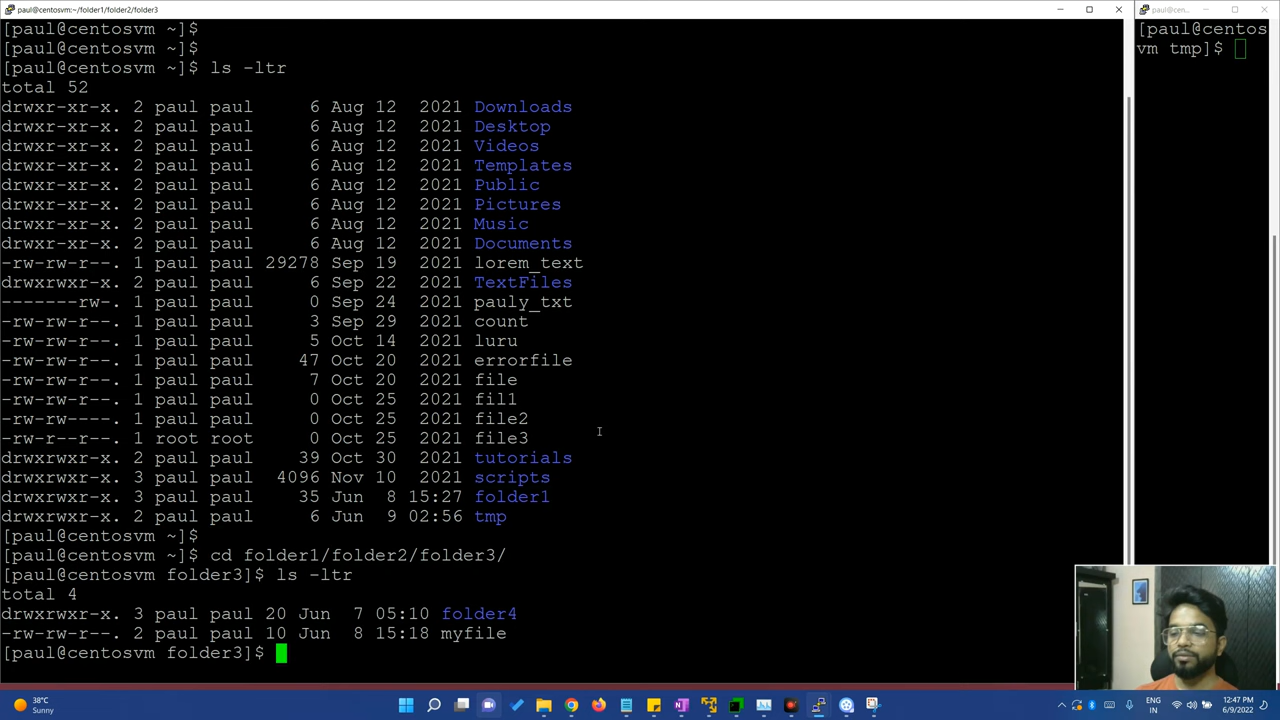 paul@centosvm:~/folder1/folder2/folder3
[paul@centosvm ~]$
[paul@centosvm ~]$
[paul@centosvm ~]$ ls -ltr
total 52
drwxr-xr-x. 2 paul paul     6 Aug 12  2021 Downloads
drwxr-xr-x. 2 paul paul     6 Aug 12  2021 Desktop
drwxr-xr-x. 2 paul paul     6 Aug 12  2021 Videos
drwxr-xr-x. 2 paul paul     6 Aug 12  2021 Templates
drwxr-xr-x. 2 paul paul     6 Aug 12  2021 Public
drwxr-xr-x. 2 paul paul     6 Aug 12  2021 Pictures
drwxr-xr-x. 2 paul paul     6 Aug 12  2021 Music
drwxr-xr-x. 2 paul paul     6 Aug 12  2021 Documents
-rw-rw-r--. 1 paul paul 29278 Sep 19  2021 lorem_text
drwxrwxr-x. 2 paul paul     6 Sep 22  2021 TextFiles
-------rw-. 1 paul paul     0 Sep 24  2021 pauly_txt
-rw-rw-r--. 1 paul paul     3 Sep 29  2021 count
-rw-rw-r--. 1 paul paul     5 Oct 14  2021 luru
-rw-rw-r--. 1 paul paul    47 Oct 20  2021 errorfile
-rw-rw-r--. 1 paul paul     7 Oct 20  2021 file
-rw-rw-r--. 1 paul paul     0 Oct 25  2021 fil1
-rw-rw----. 1 paul paul     0 Oct 25  2021 file2
-rw-r--r--. 1 root root     0 Oct 25  2021 file3
drwxrwxr-x. 2 paul paul    39 Oct 30  2021 tutorials
drwxrwxr-x. 3 paul paul  4096 Nov 10  2021 scripts
drwxrwxr-x. 3 paul paul    35 Jun  8 15:27 folder1
drwxrwxr-x. 2 paul paul     6 Jun  9 02:56 tmp
[paul@centosvm ~]$
[paul@centosvm ~]$ cd folder1/folder2/folder3/
[paul@centosvm folder3]$ ls -ltr
total 4
drwxrwxr-x. 3 paul paul 20 Jun  7 05:10 folder4
-rw-rw-r--. 2 paul paul 10 Jun  8 15:18 myfile
[paul@centosvm folder3]$
paul@cen...
[paul@centos
vm tmp]$
38°C
Sunny
ENG
IN
12:47 PM
6/9/2022